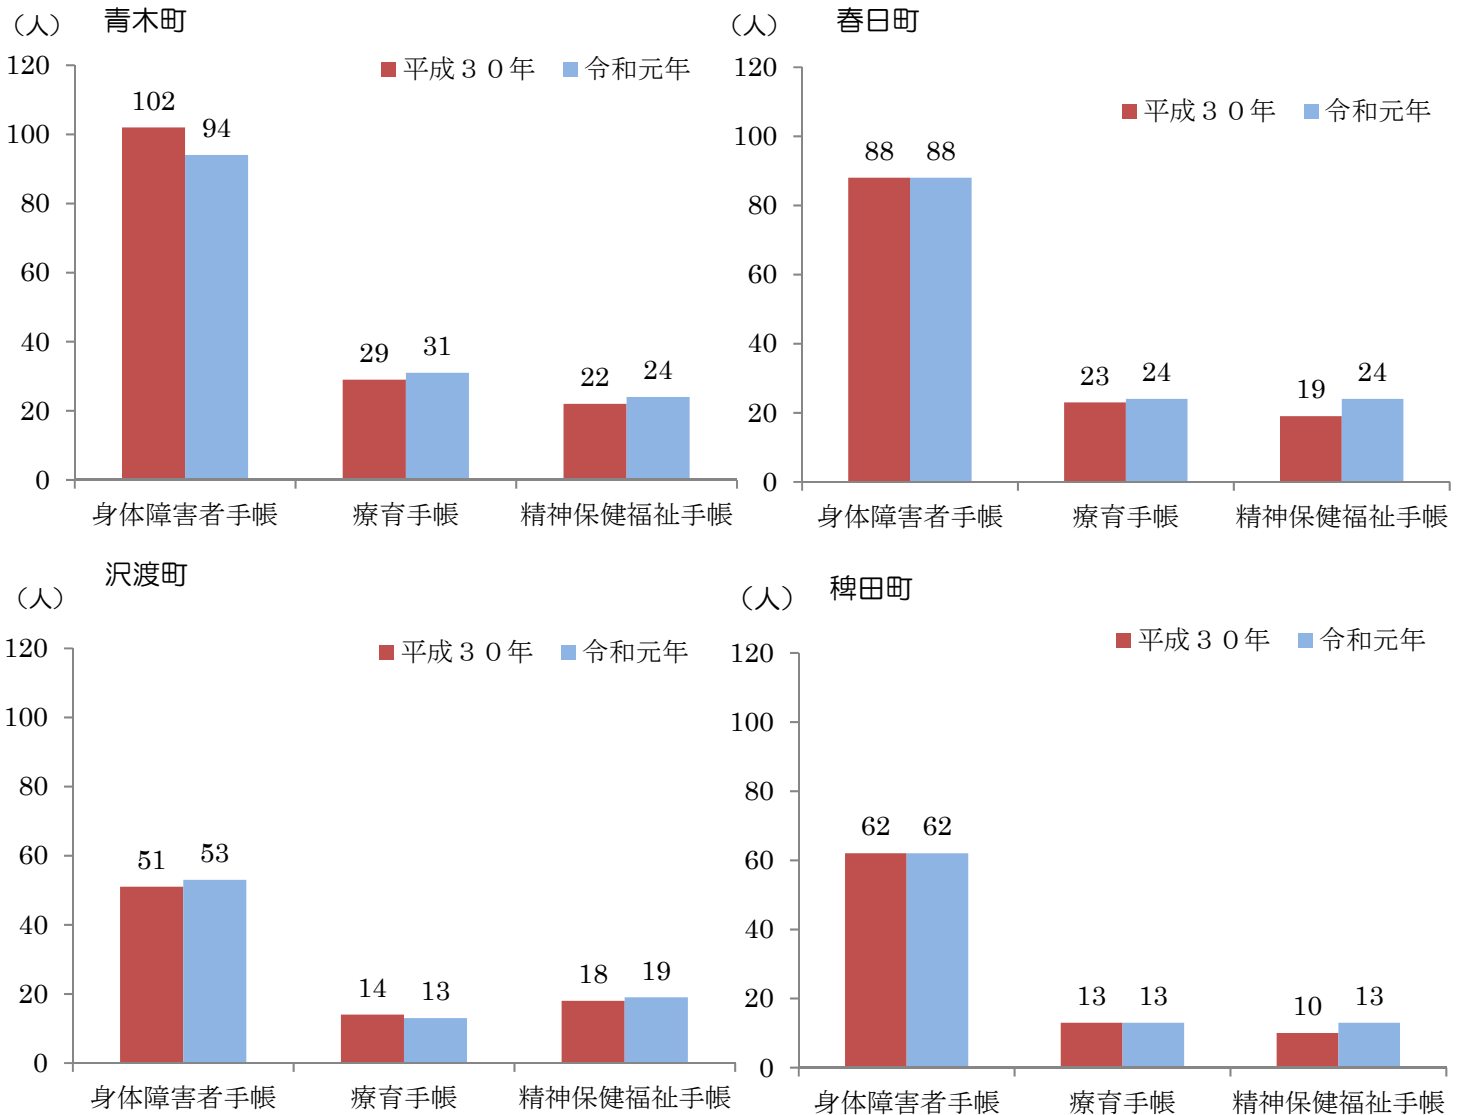 （人）
青木町
平成３０年
令和元年
120
100
80
60
40
20
0
102
94
29
31
22
24
身体障害者手帳
療育手帳
精神保健福祉手帳
（人）
春日町
平成３０年
令和元年
120
100
80
60
40
20
0
88
88
23
24
19
24
身体障害者手帳
療育手帳
精神保健福祉手帳
（人）
沢渡町
平成３０年
令和元年
120
100
80
60
40
20
0
51
53
14
13
18
19
身体障害者手帳
療育手帳
精神保健福祉手帳
（人）
稗田町
平成３０年
令和元年
120
100
80
60
40
20
0
62
62
13
13
10
13
身体障害者手帳
療育手帳
精神保健福祉手帳